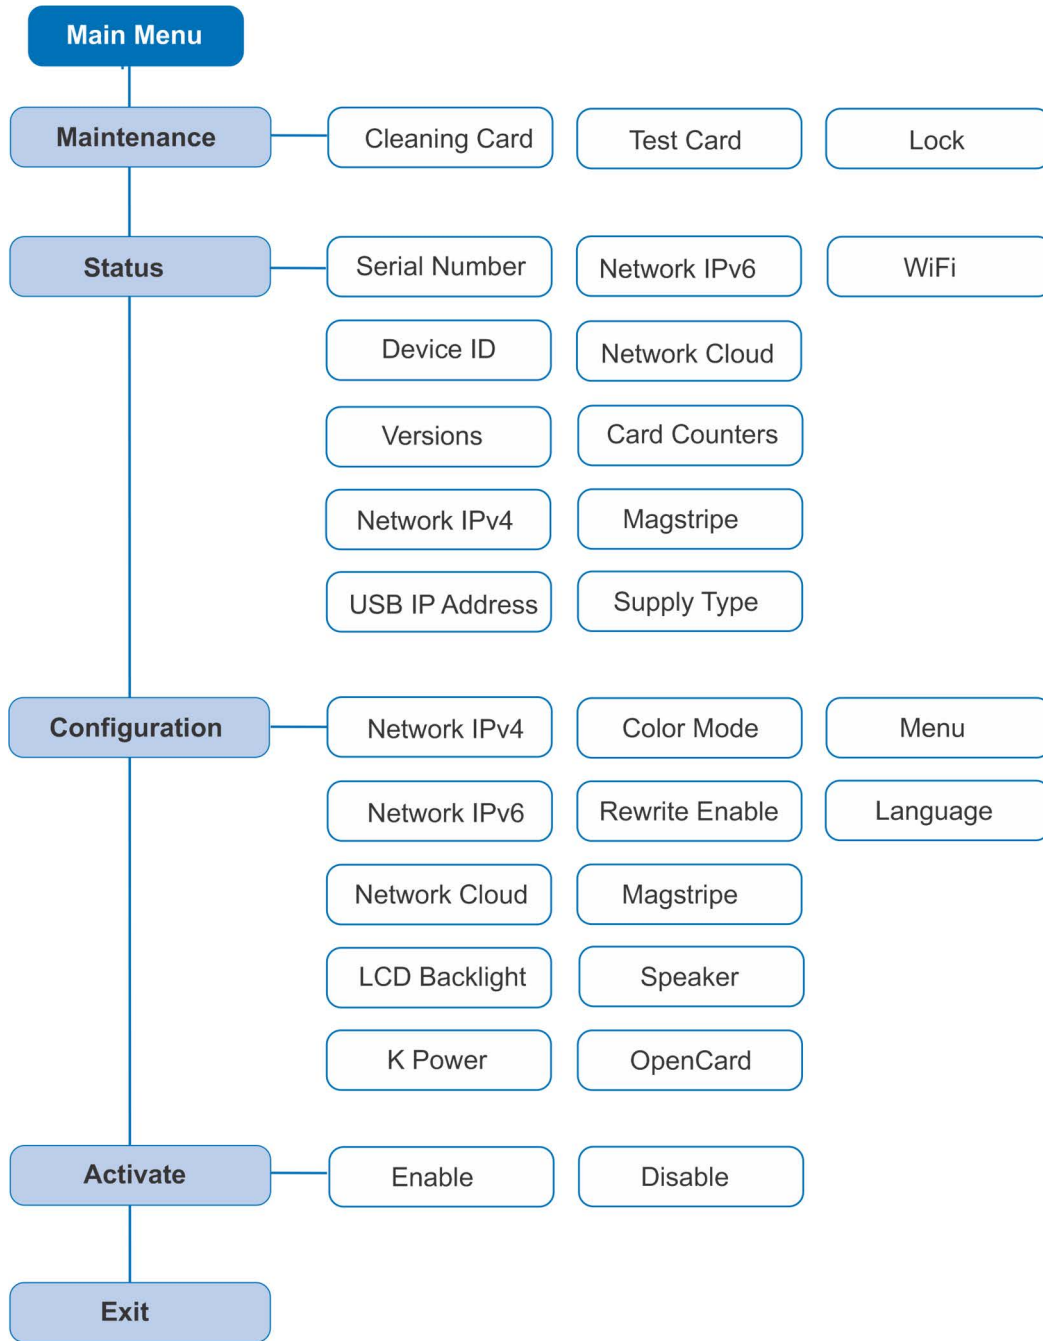 Main Menu
Maintenance
Cleaning Card
Test Card
Lock
Status
Serial Number
Network IPv6
WiFi
Device ID
Network Cloud
Versions
Card Counters
Network IPv4
Magstripe
USB IP Address
Supply Type
Configuration
Network IPv4
Color Mode
Menu
Network IPv6
Rewrite Enable
Language
Network Cloud
Magstripe
LCD Backlight
Speaker
K Power
OpenCard
Activate
Enable
Disable
Exit